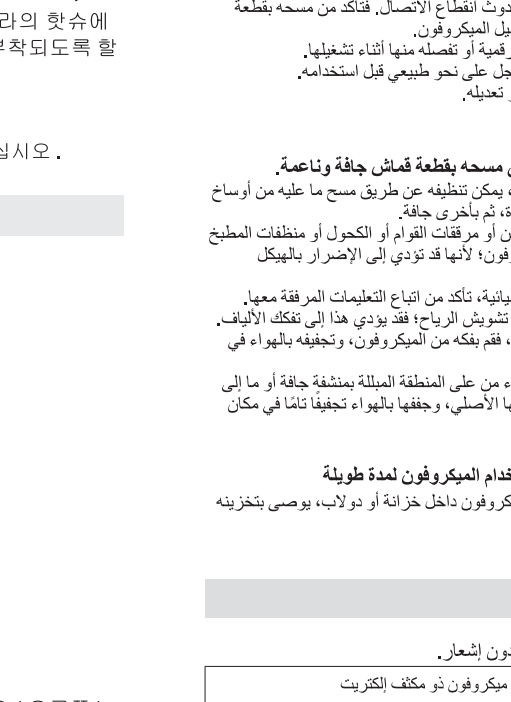 라의 핫슈에
부착되도록 할
십시오 .
دوث انقطاع الاتصال. فتأكد من مسحه بقطعة
يل الميكروفون.
رقمية أو تفصله منها أثناء تشغيلها.
جل على نحو طبيعي قبل استخدامه.
تعديله.
مسحه بقطعة قماش جافة وناعمة.
، يمكن تنظيفه عن طريق مسح ما عليه من أوساخ
ة، ثم بأخرى جافة.
ن أو مرققات القوام أو الكحول أو منظفات المطبخ
فون؛ لأنها قد تؤدي إلى الإضرار بالهيكل
يائية، تأكد من اتباع التعليمات المرفقة معها.
تشويش الرياح؛ فقد يؤدي هذا إلى تفكك الألياف.
، فقم بفكه من الميكروفون، وتجفيفه بالهواء في
ء من على المنطقة المبللة بمنشفة جافة أو ما إلى
ها الأصلي، وجففها بالهواء تجفيفًا تامًا في مكان
خدام الميكروفون لمدة طويلة
كروفون داخل خزانة أو دولاب، يوصى بتخزينه
دون إشعار.
ميكروفون ذو مكثف إلكتريت